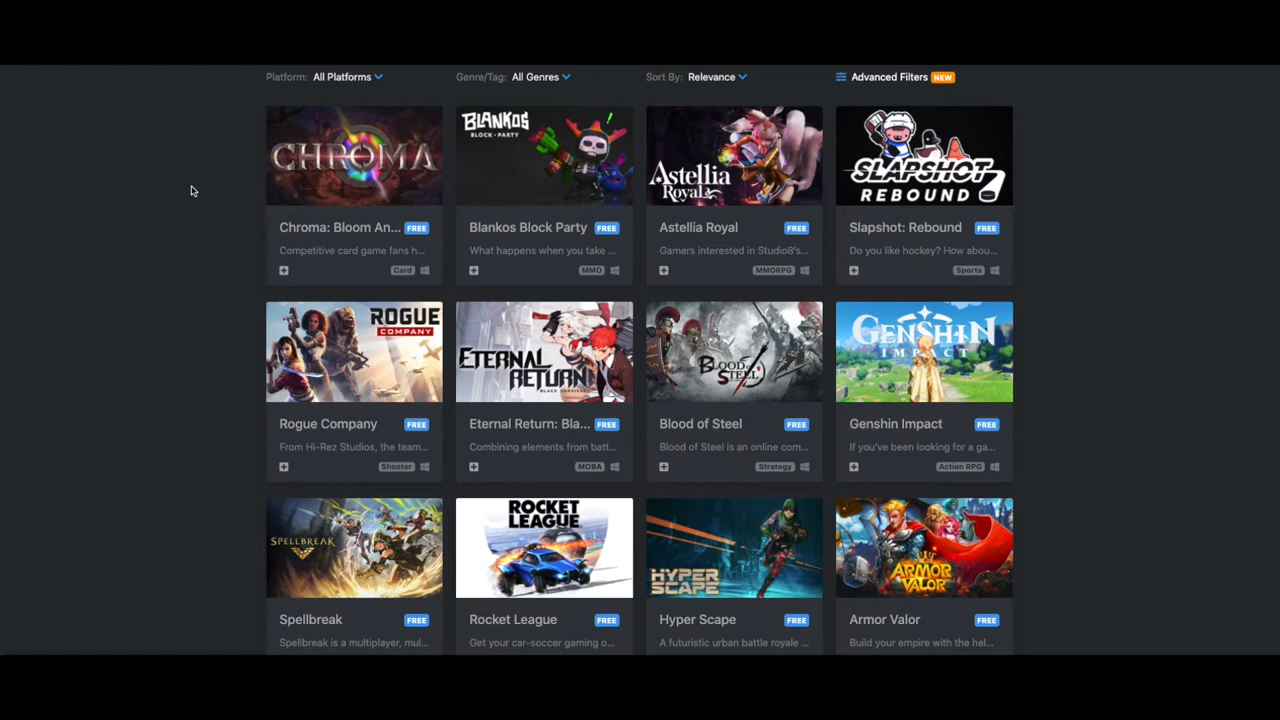 Platform: All Platforms Genre/Tag: All Genres Sort By: Relevance Advanced Filters NEW
CHROMA
BLANKOS
BLOCK • PARTY
Astellia
Royal
SLAPSHOT
REBOUND
Chroma: Bloom An... FREE
Competitive card game fans h...
Card
Blankos Block Party FREE
What happens when you take ...
MMO
Astellia Royal FREE
Gamers interested in Studio8's...
MMORPG
Slapshot: Rebound FREE
Do you like hockey? How abou...
Sports
ROGUE
COMPANY
ETERNAL
RETURN
BLACK SURVIVAL
BLOOD OF STEEL
GENSHIN
IMPACT
Rogue Company FREE
From Hi-Rez Studios, the team...
Shooter
Eternal Return: Bla... FREE
Combining elements from batt...
MOBA
Blood of Steel FREE
Blood of Steel is an online com...
Strategy
Genshin Impact FREE
If you've been looking for a ga...
Action RPG
SPELLBREAK
ROCKET
LEAGUE
HYPER
SCAPE
ARMOR
VALOR
Spellbreak FREE
Spellbreak is a multiplayer, mul...
Rocket League FREE
Get your car-soccer gaming o...
Hyper Scape FREE
A futuristic urban battle royale ...
Armor Valor FREE
Build your empire with the hel...